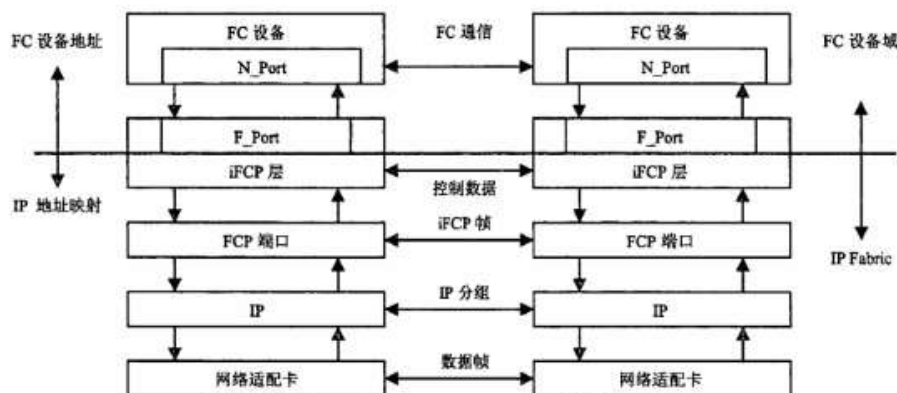 FC 设备地址
FC 设备
FC 通信
FC 设备
FC 设备域
N_Port
N_Port
F_Port
F_Port
iFCP 层
控制数据
iFCP 层
IP 地址映射
FCP 端口
iFCP 帧
FCP 端口
IP Fabric
IP
IP 分组
IP
网络适配卡
数据帧
网络适配卡